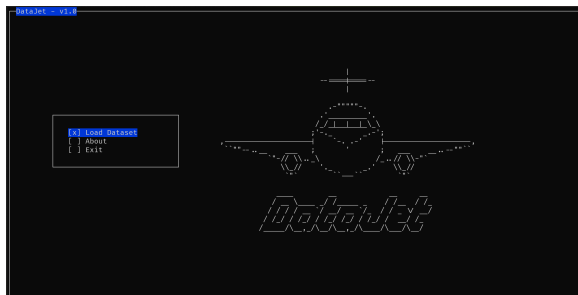 DataJet - v1.0
[x] Load Dataset
[ ] About
[ ] Exit
DataJet